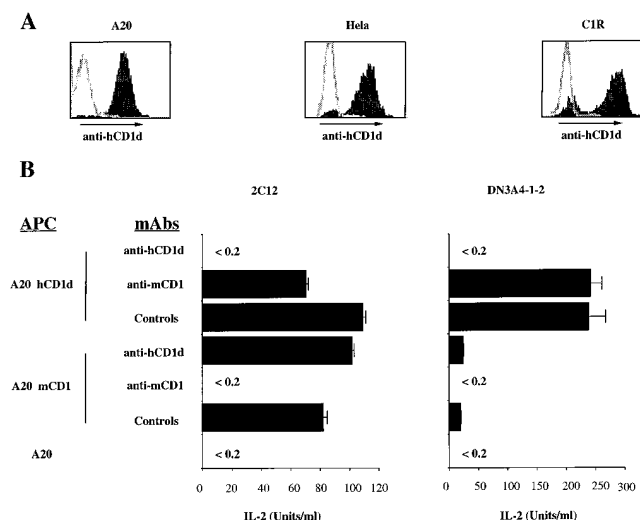 A
A20
Hela
C1R
anti-hCD1d
anti-hCD1d
anti-hCD1d
B
2C12
DN3A4-1-2
APC
mAbs
anti-hCD1d
< 0.2
< 0.2
A20 hCD1d
anti-mCD1
Controls
anti-hCD1d
A20 mCD1
anti-mCD1
< 0.2
Controls
A20
< 0.2
< 0.2
0 20 40 60 80 100 120
0 50 100 150 200 250 300
IL-2 (Units/ml)
IL-2 (Units/ml)